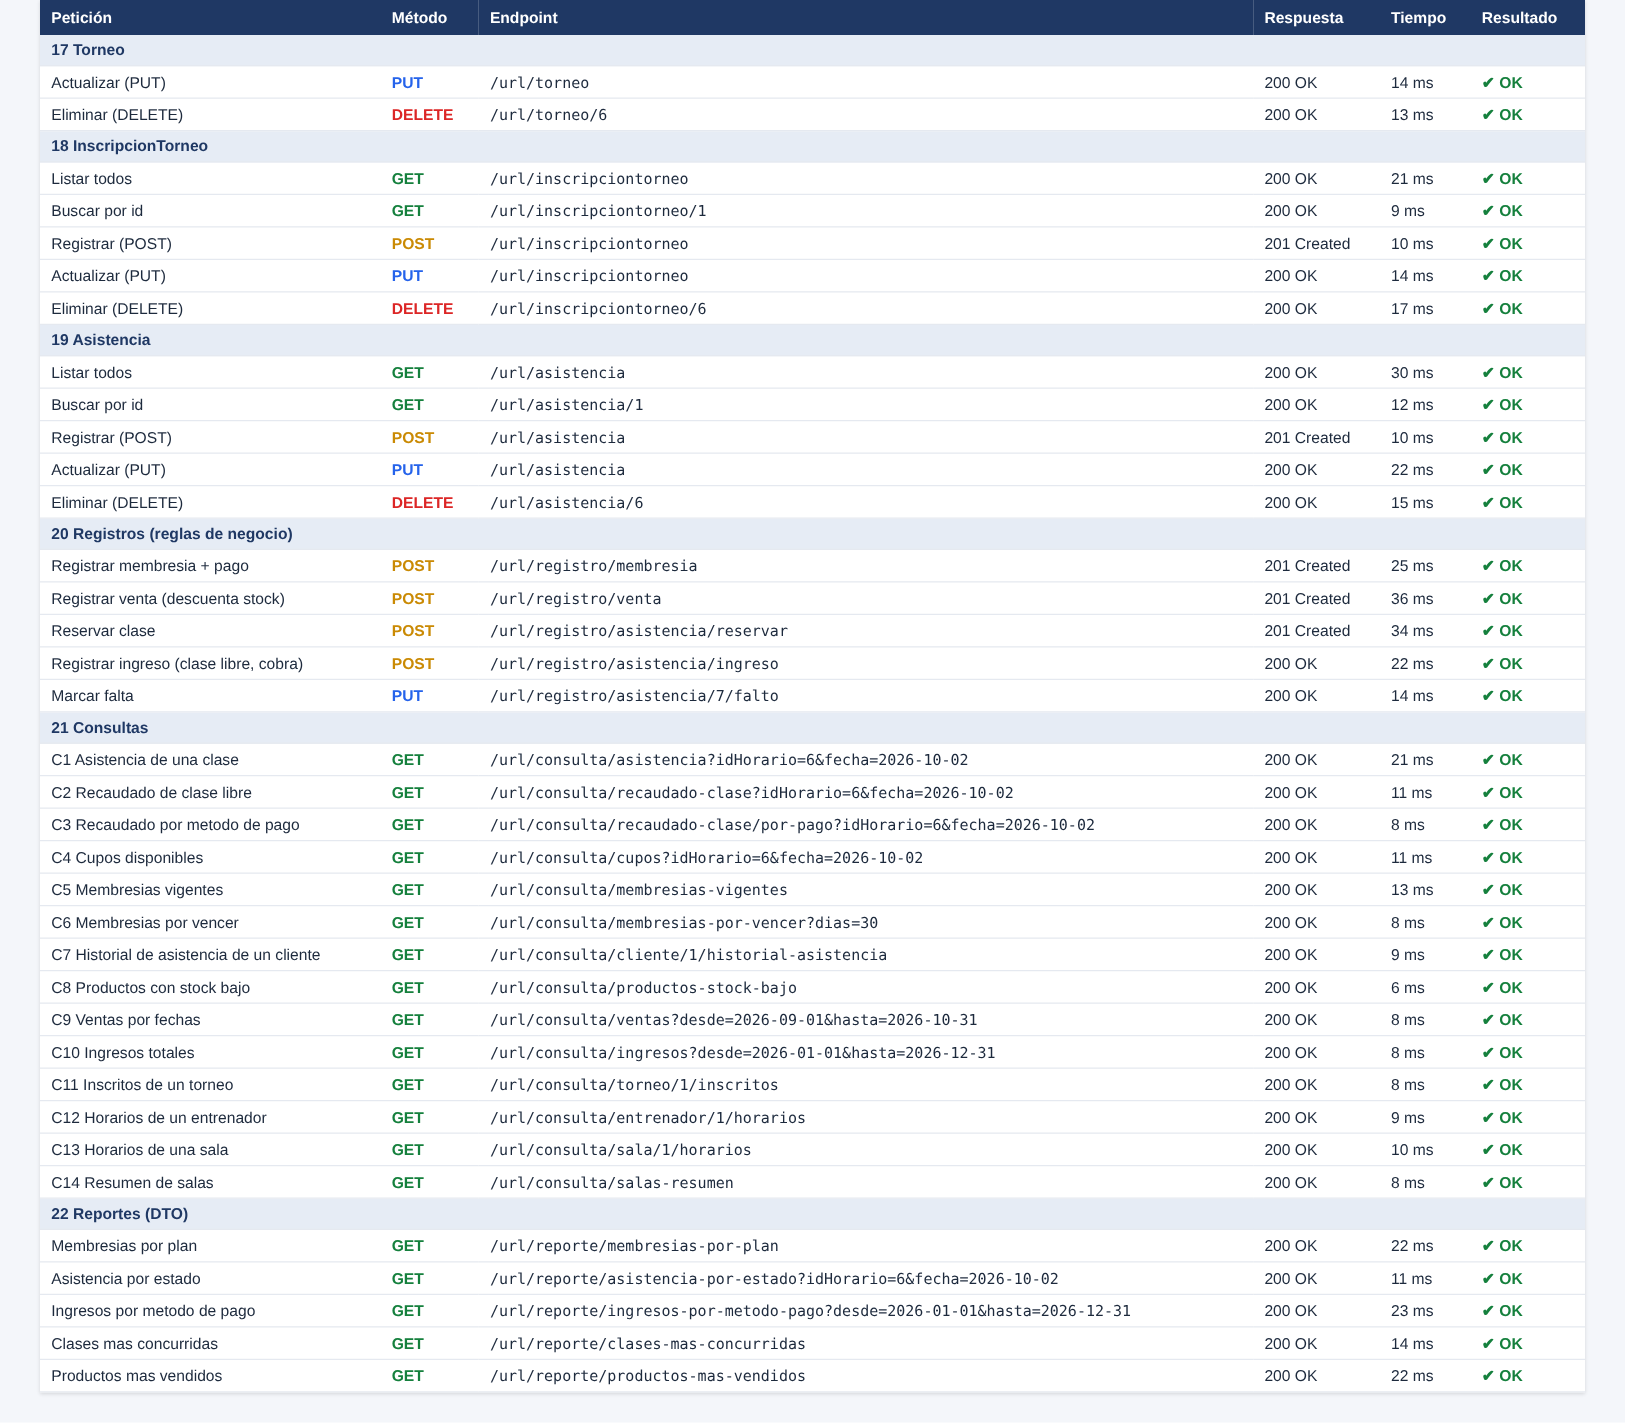 Petición Método Endpoint Respuesta Tiempo Resultado
17 Torneo
Actualizar (PUT) PUT /url/torneo 200 OK 14 ms ✔ OK
Eliminar (DELETE) DELETE /url/torneo/6 200 OK 13 ms ✔ OK
18 InscripcionTorneo
Listar todos GET /url/inscripciontorneo 200 OK 21 ms ✔ OK
Buscar por id GET /url/inscripciontorneo/1 200 OK 9 ms ✔ OK
Registrar (POST) POST /url/inscripciontorneo 201 Created 10 ms ✔ OK
Actualizar (PUT) PUT /url/inscripciontorneo 200 OK 14 ms ✔ OK
Eliminar (DELETE) DELETE /url/inscripciontorneo/6 200 OK 17 ms ✔ OK
19 Asistencia
Listar todos GET /url/asistencia 200 OK 30 ms ✔ OK
Buscar por id GET /url/asistencia/1 200 OK 12 ms ✔ OK
Registrar (POST) POST /url/asistencia 201 Created 10 ms ✔ OK
Actualizar (PUT) PUT /url/asistencia 200 OK 22 ms ✔ OK
Eliminar (DELETE) DELETE /url/asistencia/6 200 OK 15 ms ✔ OK
20 Registros (reglas de negocio)
Registrar membresia + pago POST /url/registro/membresia 201 Created 25 ms ✔ OK
Registrar venta (descuenta stock) POST /url/registro/venta 201 Created 36 ms ✔ OK
Reservar clase POST /url/registro/asistencia/reservar 201 Created 34 ms ✔ OK
Registrar ingreso (clase libre, cobra) POST /url/registro/asistencia/ingreso 200 OK 22 ms ✔ OK
Marcar falta PUT /url/registro/asistencia/7/falto 200 OK 14 ms ✔ OK
21 Consultas
C1 Asistencia de una clase GET /url/consulta/asistencia?idHorario=6&fecha=2026-10-02 200 OK 21 ms ✔ OK
C2 Recaudado de clase libre GET /url/consulta/recaudado-clase?idHorario=6&fecha=2026-10-02 200 OK 11 ms ✔ OK
C3 Recaudado por metodo de pago GET /url/consulta/recaudado-clase/por-pago?idHorario=6&fecha=2026-10-02 200 OK 8 ms ✔ OK
C4 Cupos disponibles GET /url/consulta/cupos?idHorario=6&fecha=2026-10-02 200 OK 11 ms ✔ OK
C5 Membresias vigentes GET /url/consulta/membresias-vigentes 200 OK 13 ms ✔ OK
C6 Membresias por vencer GET /url/consulta/membresias-por-vencer?dias=30 200 OK 8 ms ✔ OK
C7 Historial de asistencia de un cliente GET /url/consulta/cliente/1/historial-asistencia 200 OK 9 ms ✔ OK
C8 Productos con stock bajo GET /url/consulta/productos-stock-bajo 200 OK 6 ms ✔ OK
C9 Ventas por fechas GET /url/consulta/ventas?desde=2026-09-01&hasta=2026-10-31 200 OK 8 ms ✔ OK
C10 Ingresos totales GET /url/consulta/ingresos?desde=2026-01-01&hasta=2026-12-31 200 OK 8 ms ✔ OK
C11 Inscritos de un torneo GET /url/consulta/torneo/1/inscritos 200 OK 8 ms ✔ OK
C12 Horarios de un entrenador GET /url/consulta/entrenador/1/horarios 200 OK 9 ms ✔ OK
C13 Horarios de una sala GET /url/consulta/sala/1/horarios 200 OK 10 ms ✔ OK
C14 Resumen de salas GET /url/consulta/salas-resumen 200 OK 8 ms ✔ OK
22 Reportes (DTO)
Membresias por plan GET /url/reporte/membresias-por-plan 200 OK 22 ms ✔ OK
Asistencia por estado GET /url/reporte/asistencia-por-estado?idHorario=6&fecha=2026-10-02 200 OK 11 ms ✔ OK
Ingresos por metodo de pago GET /url/reporte/ingresos-por-metodo-pago?desde=2026-01-01&hasta=2026-12-31 200 OK 23 ms ✔ OK
Clases mas concurridas GET /url/reporte/clases-mas-concurridas 200 OK 14 ms ✔ OK
Productos mas vendidos GET /url/reporte/productos-mas-vendidos 200 OK 22 ms ✔ OK